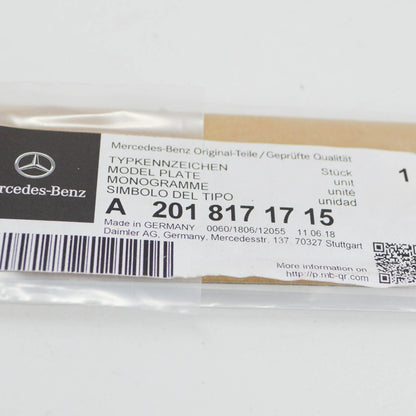 Mercedes-Benz Original-Teile/Geprüfte Qualität
TYPKENNZEICHEN Stück 1
MODEL PLATE unit
MONOGRAMME unité
SIMBOLO DEL TIPO unidad
rcedes-Benz
A 201 817 17 15
Made in GERMANY 0060/1806/12055 11.06.18
Daimler AG, Germany, Mercedesstr. 137, 70327 Stuttgart
More information on
http://p.mb-qr.com